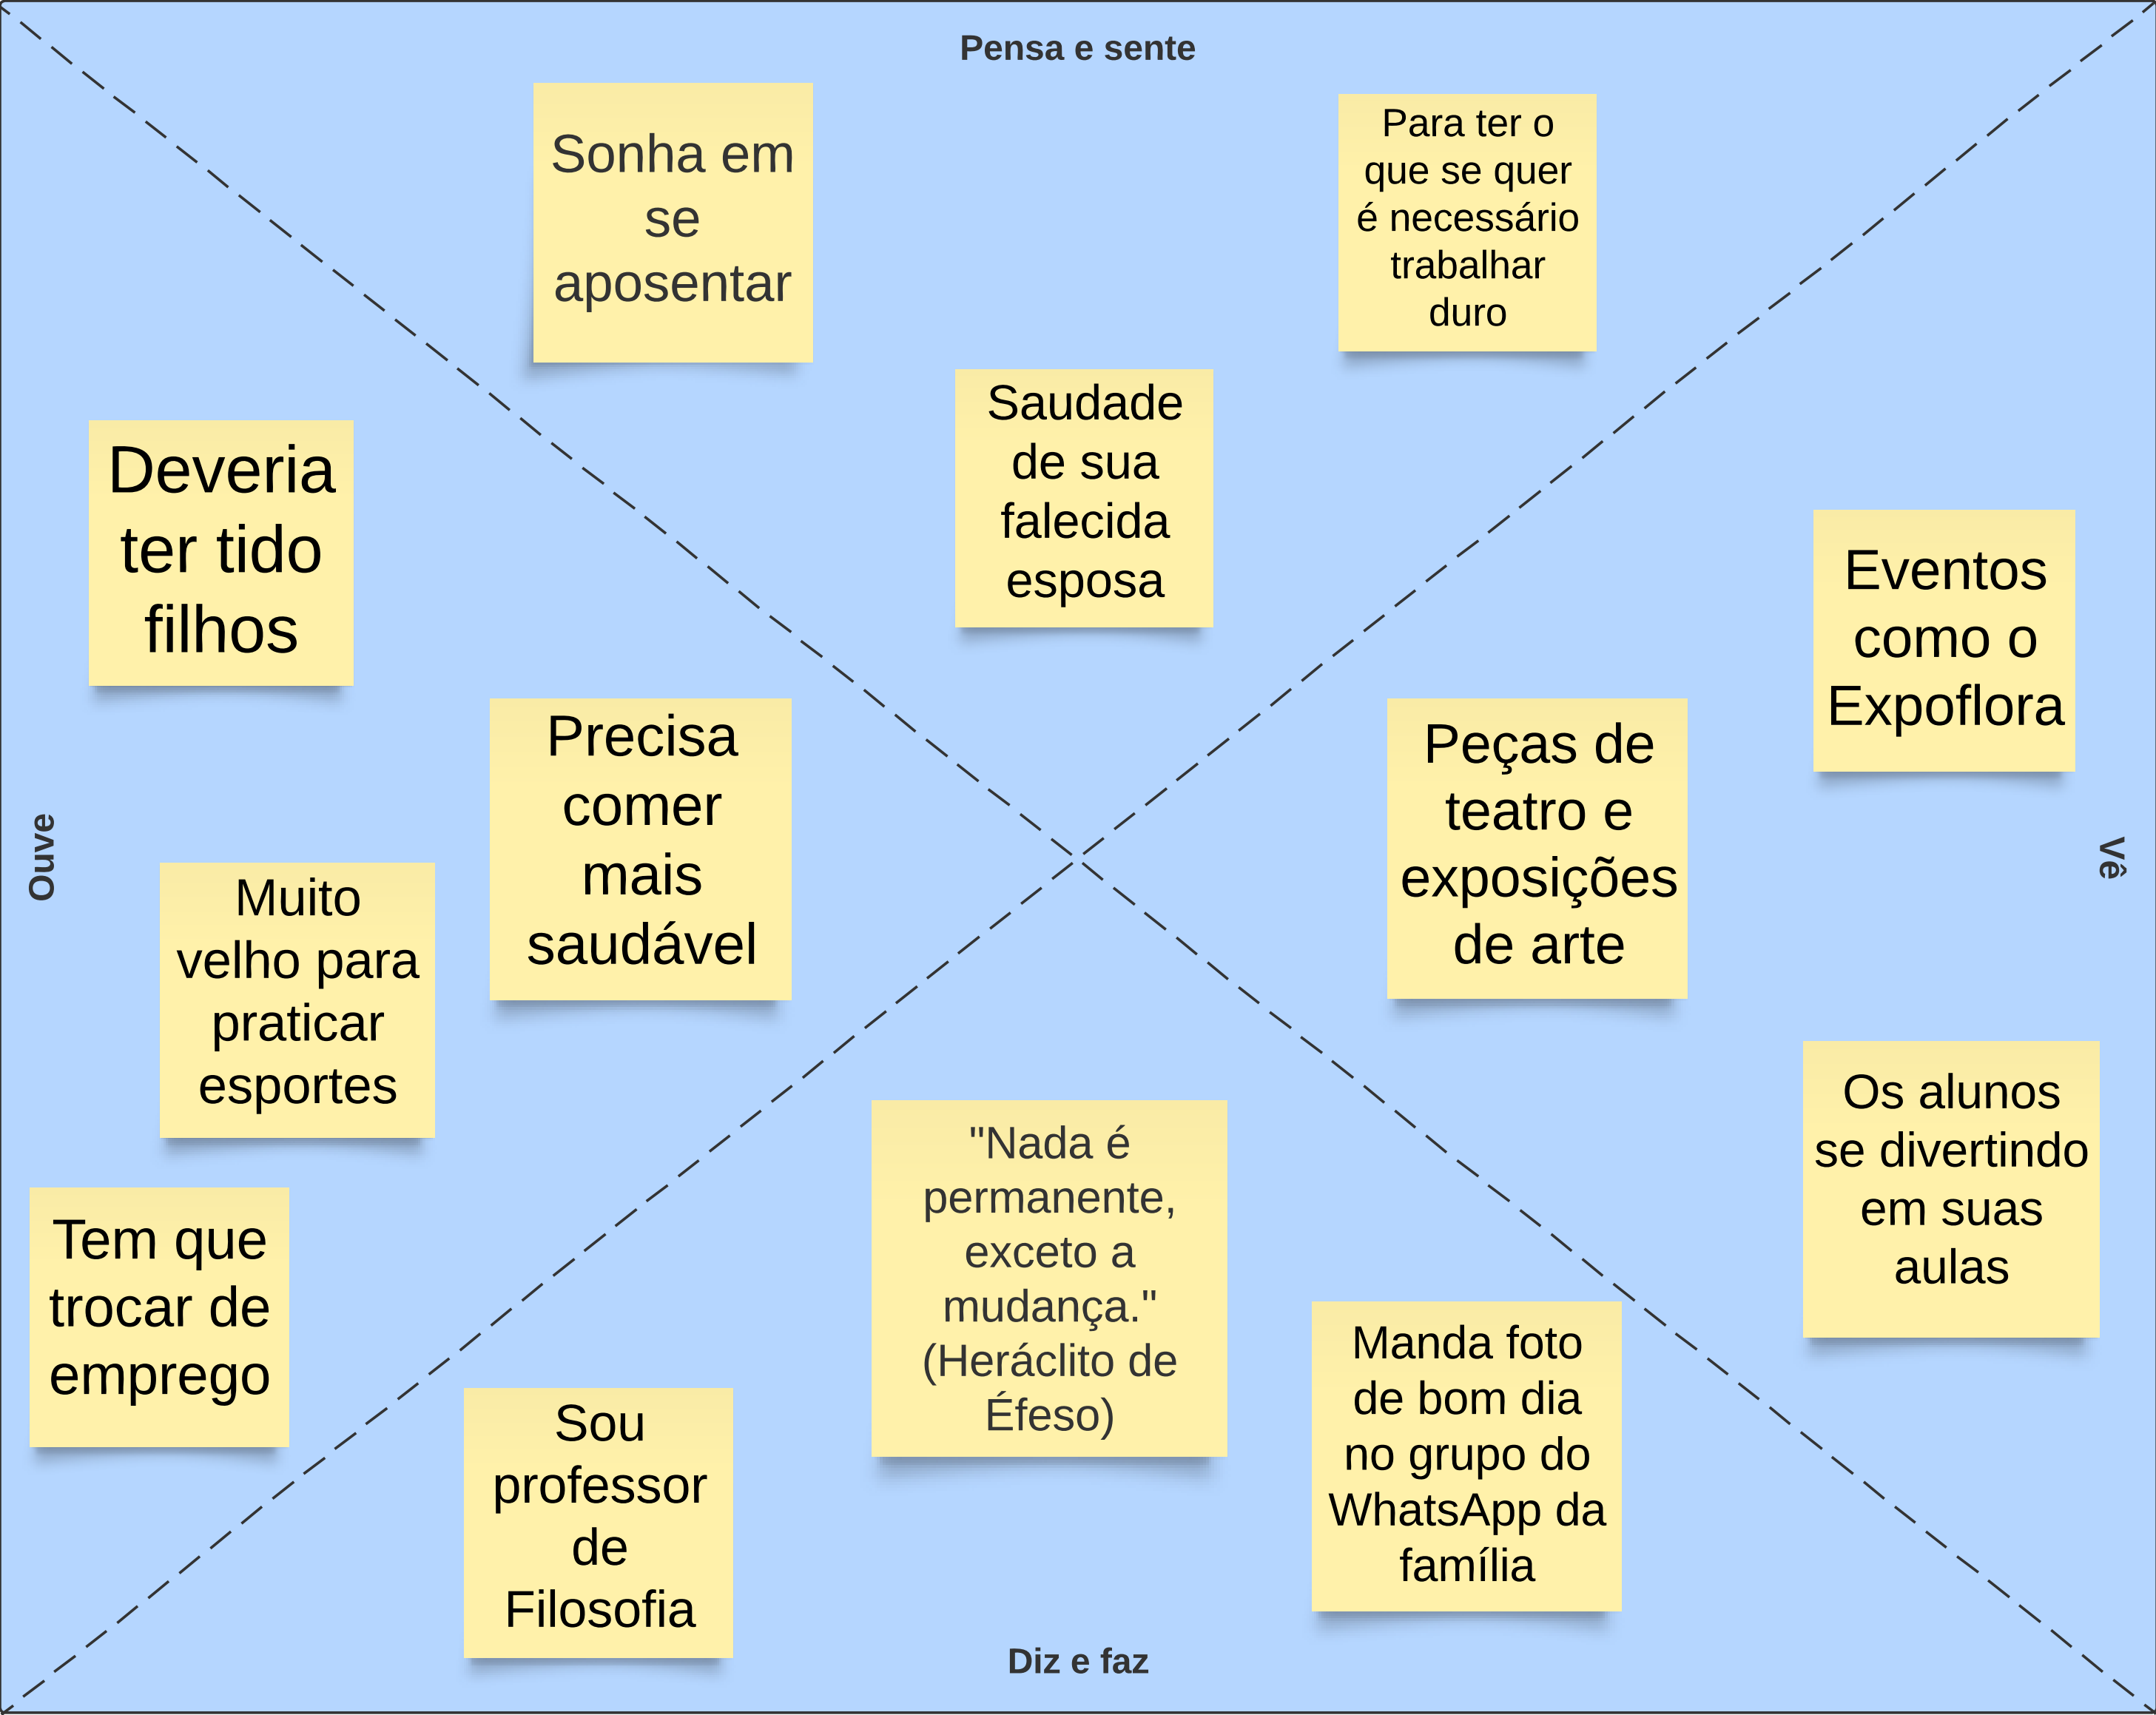 Pensa e sente
Sonha em
se
aposentar
Para ter o
que se quer
é necessário
trabalhar
duro
Saudade
de sua
falecida
esposa
Ouve
Deveria
ter tido
filhos
Precisa
comer
mais
saudável
Muito
velho para
praticar
esportes
Tem que
trocar de
emprego
Vê
Eventos
como o
Expoflora
Peças de
teatro e
exposições
de arte
Os alunos
se divertindo
em suas
aulas
"Nada é
permanente,
exceto a
mudança."
(Heráclito de
Éfeso)
Manda foto
de bom dia
no grupo do
WhatsApp da
família
Sou
professor
de
Filosofia
Diz e faz